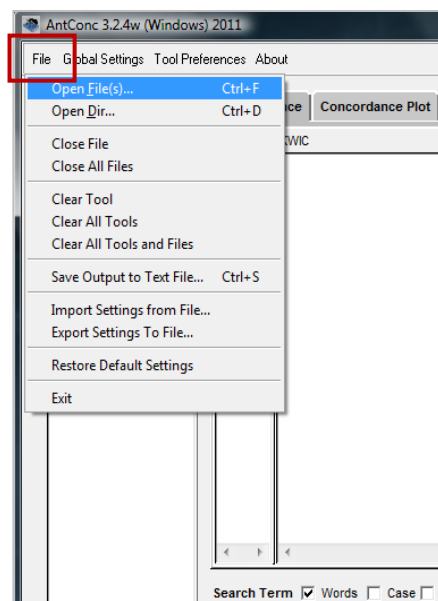 AntConc 3.2.4w (Windows) 2011
File Global Settings Tool Preferences About
Open File(s)... Ctrl+F
Open Dir... Ctrl+D
Concordance Plot
KWIC
Close File
Close All Files
Clear Tool
Clear All Tools
Clear All Tools and Files
Save Output to Text File... Ctrl+S
Import Settings from File...
Export Settings To File...
Restore Default Settings
Exit
Search Term Words Case